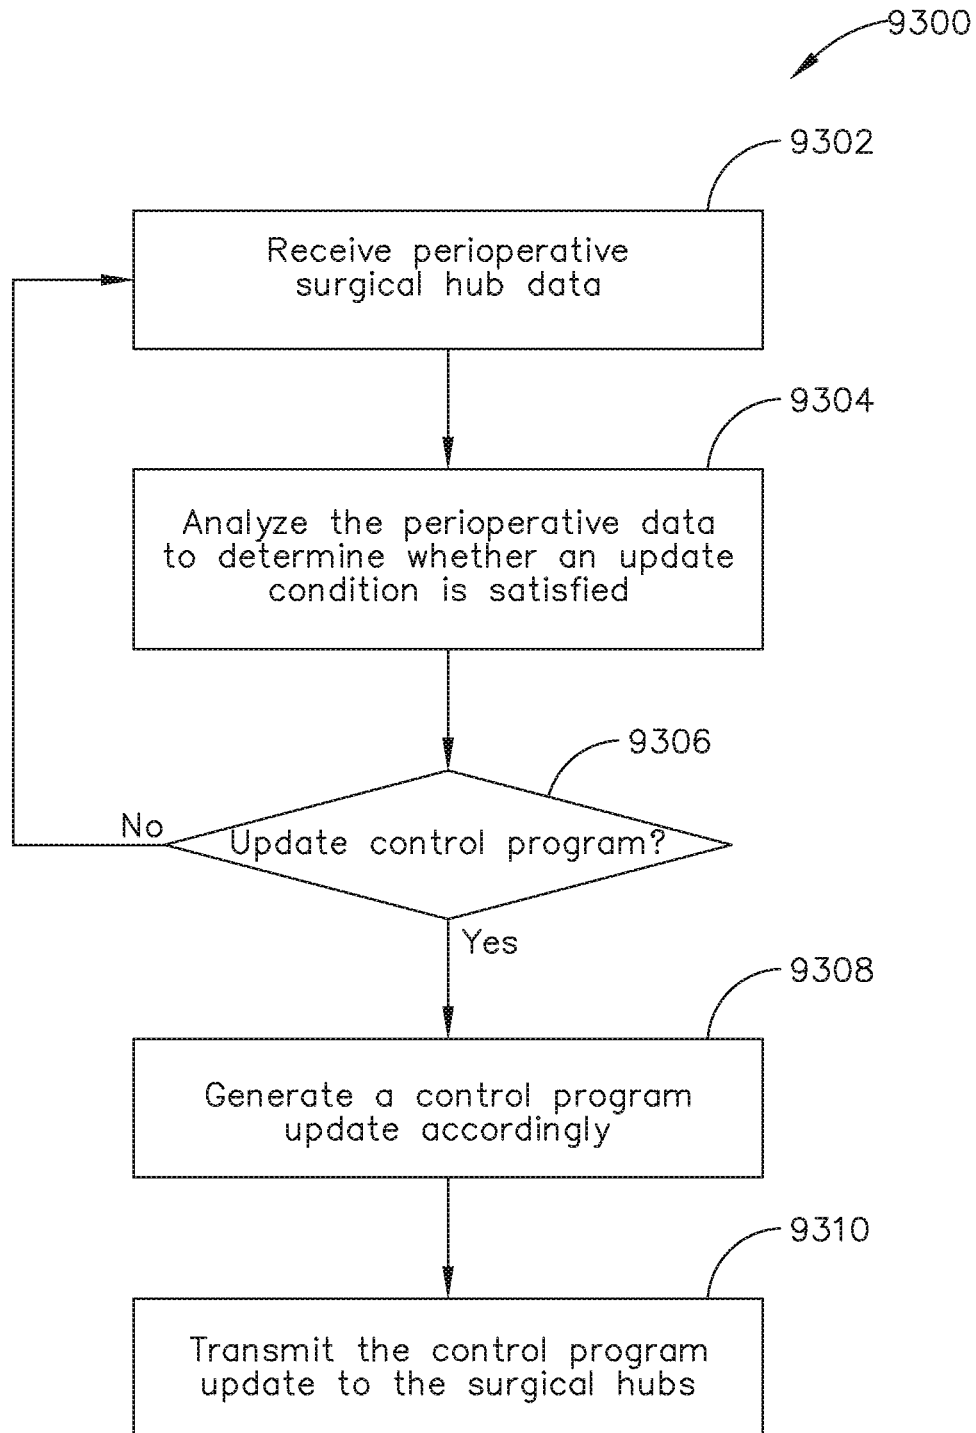 9300
9302
Receive perioperative
surgical hub data
9304
Analyze the perioperative data
to determine whether an update
condition is satisfied
9306
No
Update control program?
Yes
9308
Generate a control program
update accordingly
9310
Transmit the control program
update to the surgical hubs